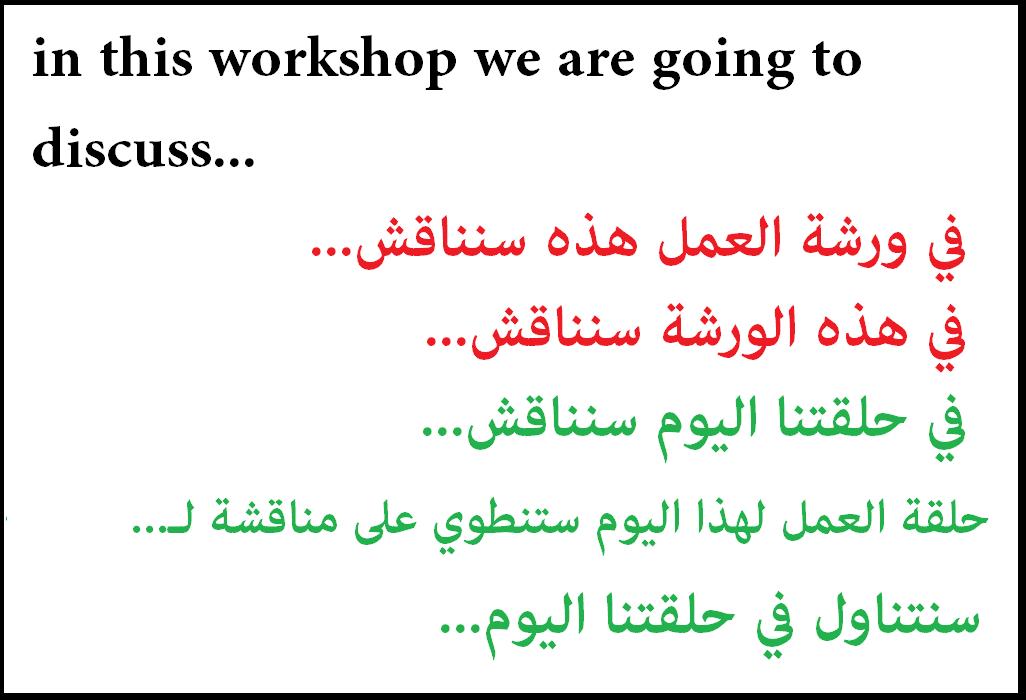 in this workshop we are going to
discuss...
في ورشة العمل هذه سنناقش...
في هذه الورشة سنناقش...
في حلقتنا اليوم سنناقش...
حلقة العمل لهذا اليوم ستنطوي على مناقشة لـ...
سنتناول في حلقتنا اليوم...